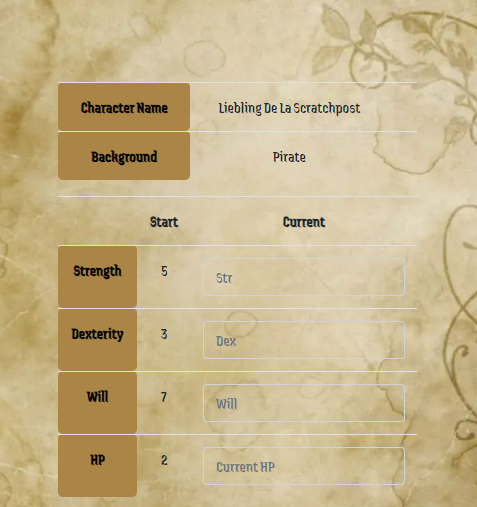 Character Name Liebling De La Scratchpost
Background Pirate
Start Current
Strength 5 Str
Dexterity 3 Dex
Will 7 Will
HP 2 Current HP